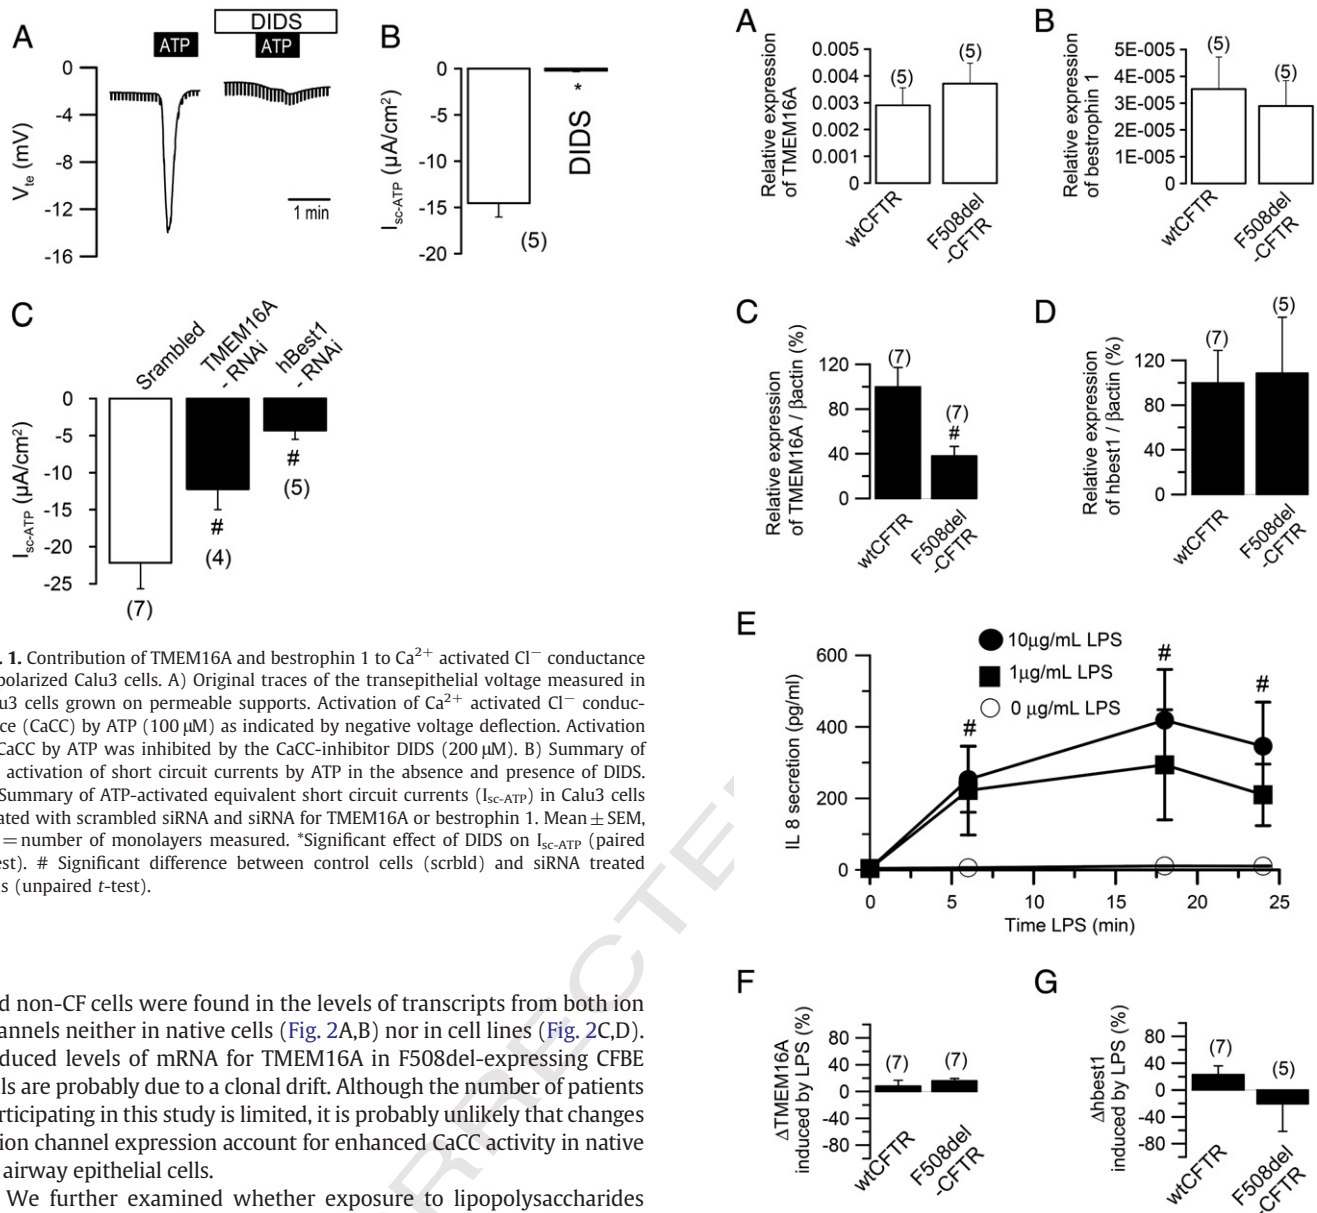 A
DIDS
ATP
ATP
0
-4
-8
-12
-16
Vte (mV)
1 min
B
0
-5
-10
-15
-20
Isc-ATP (µA/cm²)
*
DIDS
(5)
C
Srambled
TMEM16A
- RNAi
hBest1
- RNAi
0
-5
-10
-15
-20
-25
Isc-ATP (µA/cm²)
#
(5)
#
(4)
(7)
. 1. Contribution of TMEM16A and bestrophin 1 to Ca2+ activated Cl− conductance
polarized Calu3 cells. A) Original traces of the transepithelial voltage measured in
u3 cells grown on permeable supports. Activation of Ca2+ activated Cl− conduc-
ce (CaCC) by ATP (100 µM) as indicated by negative voltage deflection. Activation
CaCC by ATP was inhibited by the CaCC-inhibitor DIDS (200 µM). B) Summary of
activation of short circuit currents by ATP in the absence and presence of DIDS.
Summary of ATP-activated equivalent short circuit currents (Isc-ATP) in Calu3 cells
ated with scrambled siRNA and siRNA for TMEM16A or bestrophin 1. Mean ± SEM,
= number of monolayers measured. *Significant effect of DIDS on Isc-ATP (paired
est). # Significant difference between control cells (scrbld) and siRNA treated
s (unpaired t-test).
d non-CF cells were found in the levels of transcripts from both ion
annels neither in native cells (Fig. 2A,B) nor in cell lines (Fig. 2C,D).
duced levels of mRNA for TMEM16A in F508del-expressing CFBE
ls are probably due to a clonal drift. Although the number of patients
rticipating in this study is limited, it is probably unlikely that changes
ion channel expression account for enhanced CaCC activity in native
airway epithelial cells.
We further examined whether exposure to lipopolysaccharides
A
Relative expression
of TMEM16A
0.005
0.004
0.003
0.002
0.001
0
(5)
(5)
wtCFTR
F508del
-CFTR
B
Relative expression
of bestrophin 1
5E-005
4E-005
3E-005
2E-005
1E-005
0
(5)
(5)
wtCFTR
F508del
-CFTR
C
Relative expression
of TMEM16A / βactin (%)
120
80
40
0
(7)
(7)
#
wtCFTR
F508del
-CFTR
D
Relative expression
of hbest1 / βactin (%)
120
80
40
0
(7)
(5)
wtCFTR
F508del
-CFTR
E
10µg/mL LPS
1µg/mL LPS
0 µg/mL LPS
IL 8 secretion (pg/ml)
600
400
200
0
#
#
#
0
5
10
15
20
25
Time LPS (min)
F
ΔTMEM16A
induced by LPS (%)
80
40
0
-40
-80
(7)
(7)
wtCFTR
F508del
-CFTR
G
Δhbest1
induced by LPS (%)
80
40
0
-40
-80
(7)
(5)
wtCFTR
F508del
-CFTR
RRECTE